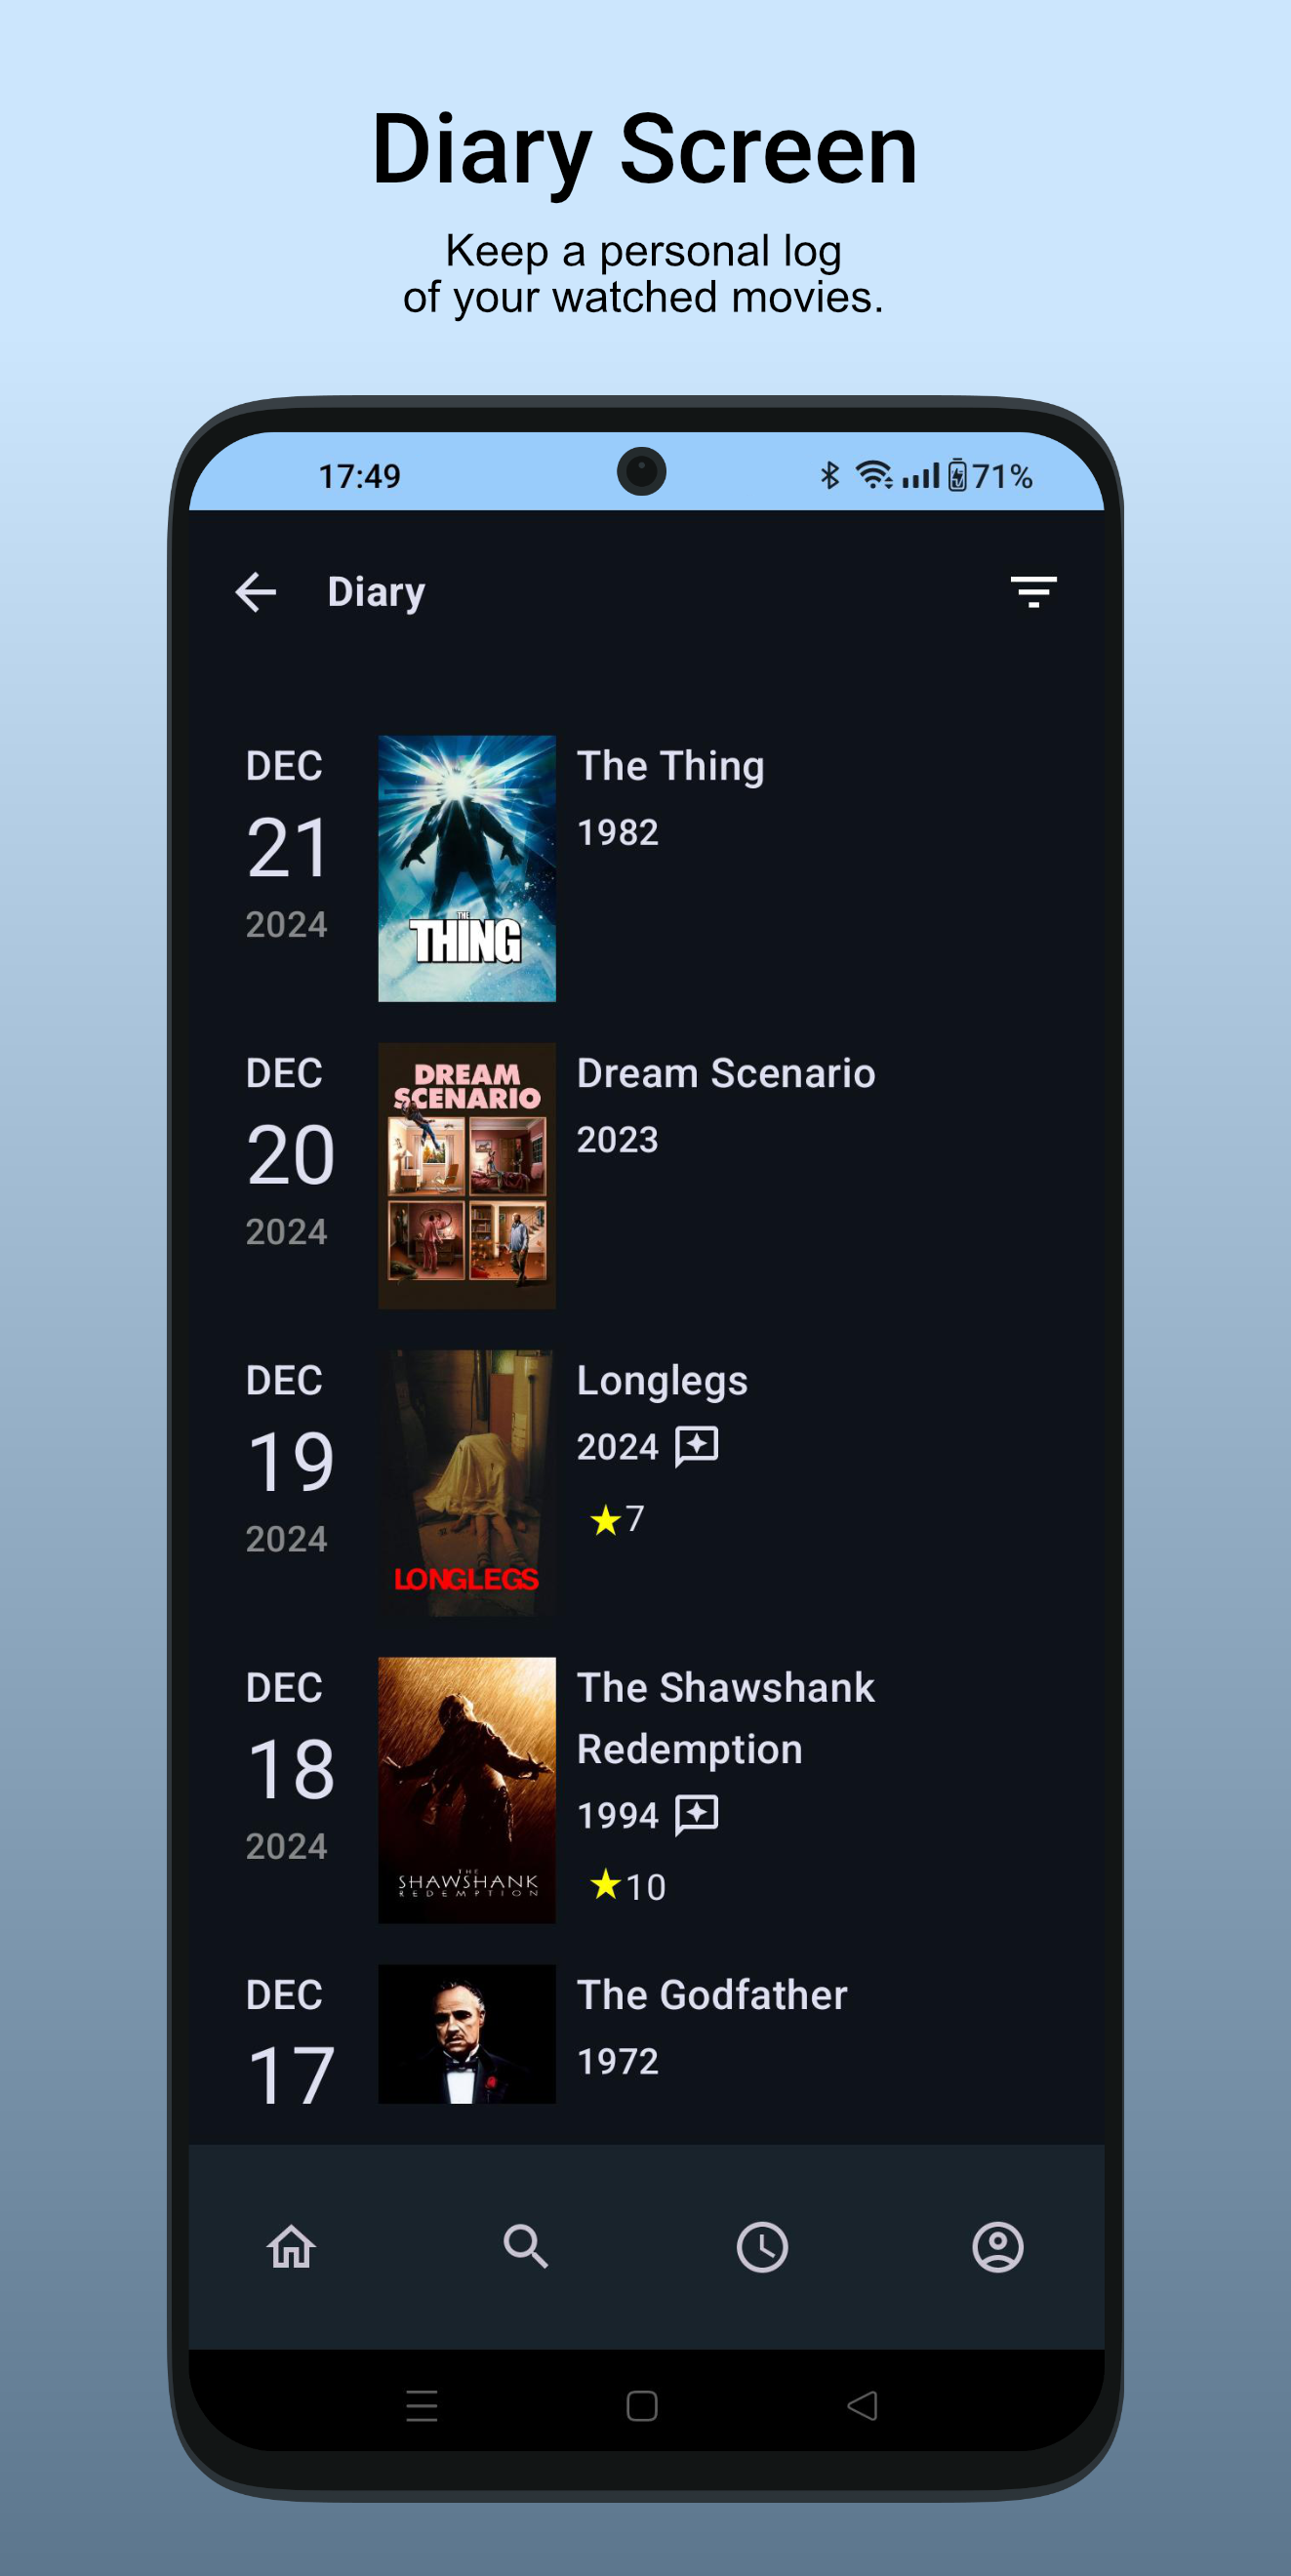 Diary Screen
Keep a personal log
of your watched movies.
17:49
71%
Diary
DEC
21
2024
THE
THING
The Thing
1982
DEC
20
2024
DREAM
SCENARIO
Dream Scenario
2023
DEC
19
2024
LONGLEGS
Longlegs
2024
7
DEC
18
2024
THE
SHAWSHANK
REDEMPTION
The Shawshank
Redemption
1994
10
DEC
17
The Godfather
1972